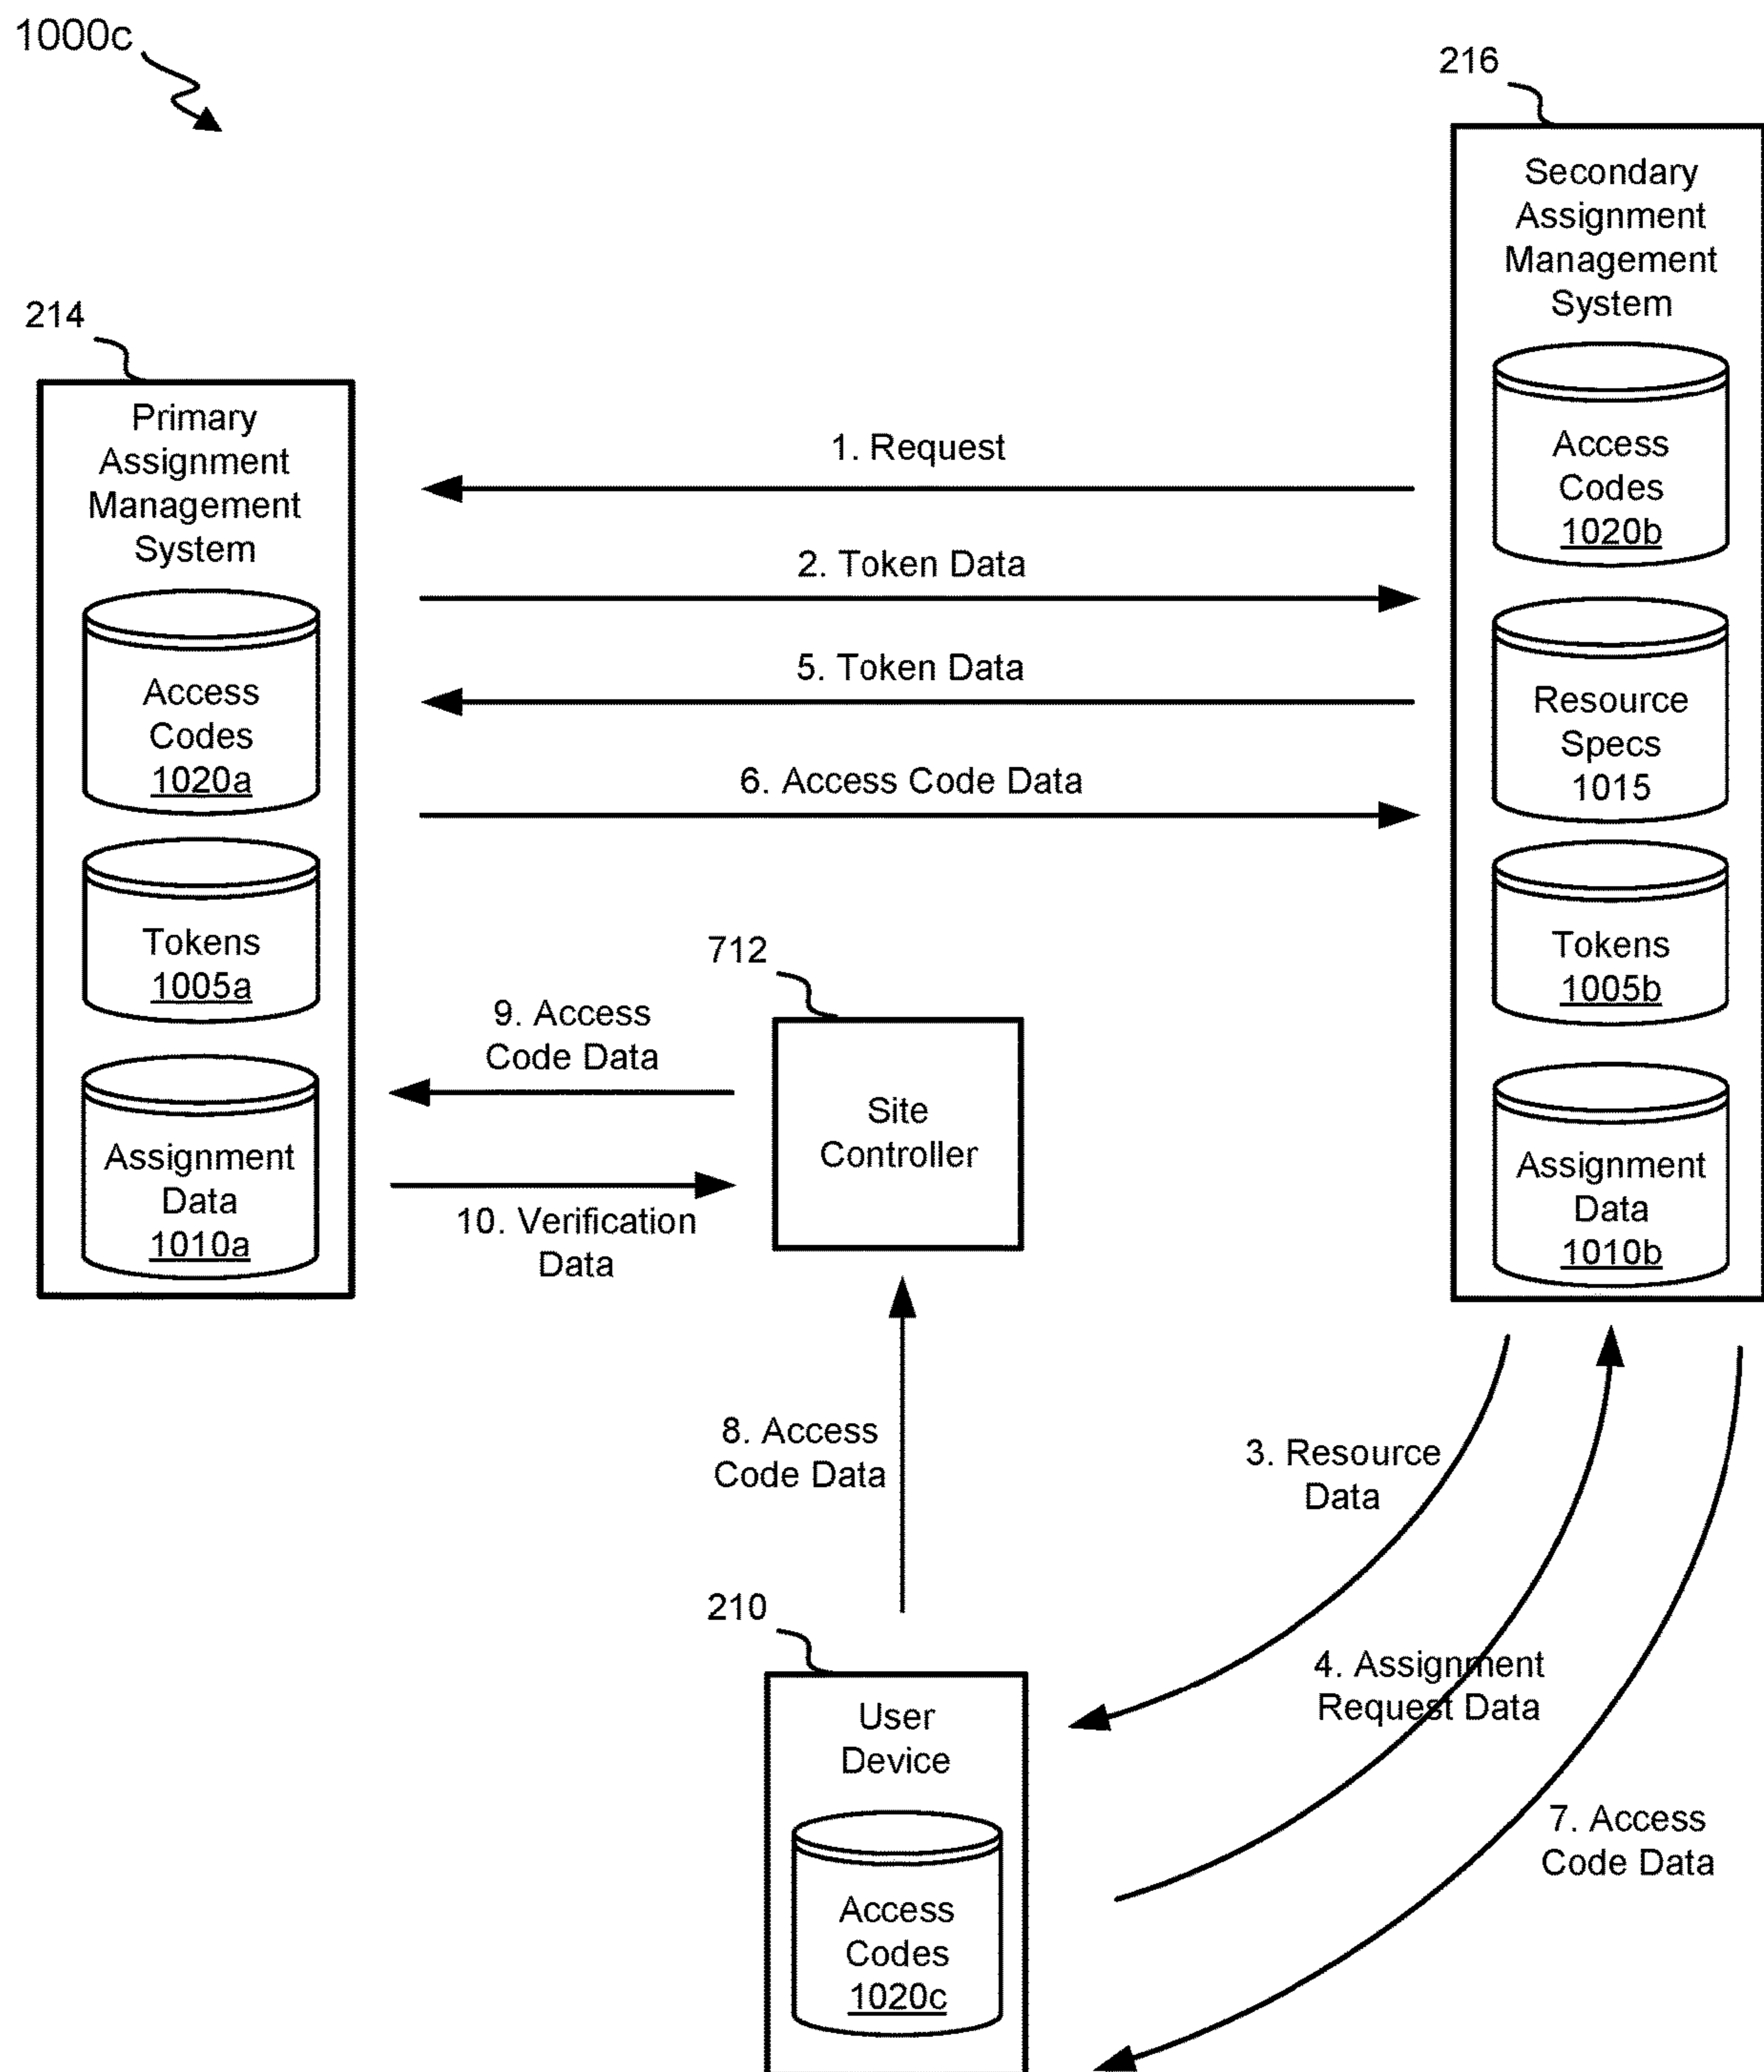 1000c
216
Secondary
Assignment
Management
System
Access
Codes
1020b
Resource
Specs
1015
Tokens
1005b
Assignment
Data
1010b
214
Primary
Assignment
Management
System
Access
Codes
1020a
Tokens
1005a
Assignment
Data
1010a
1. Request
2. Token Data
5. Token Data
6. Access Code Data
712
Site
Controller
9. Access
Code Data
10. Verification
Data
8. Access
Code Data
3. Resource
Data
4. Assignment
Request Data
7. Access
Code Data
210
User
Device
Access
Codes
1020c